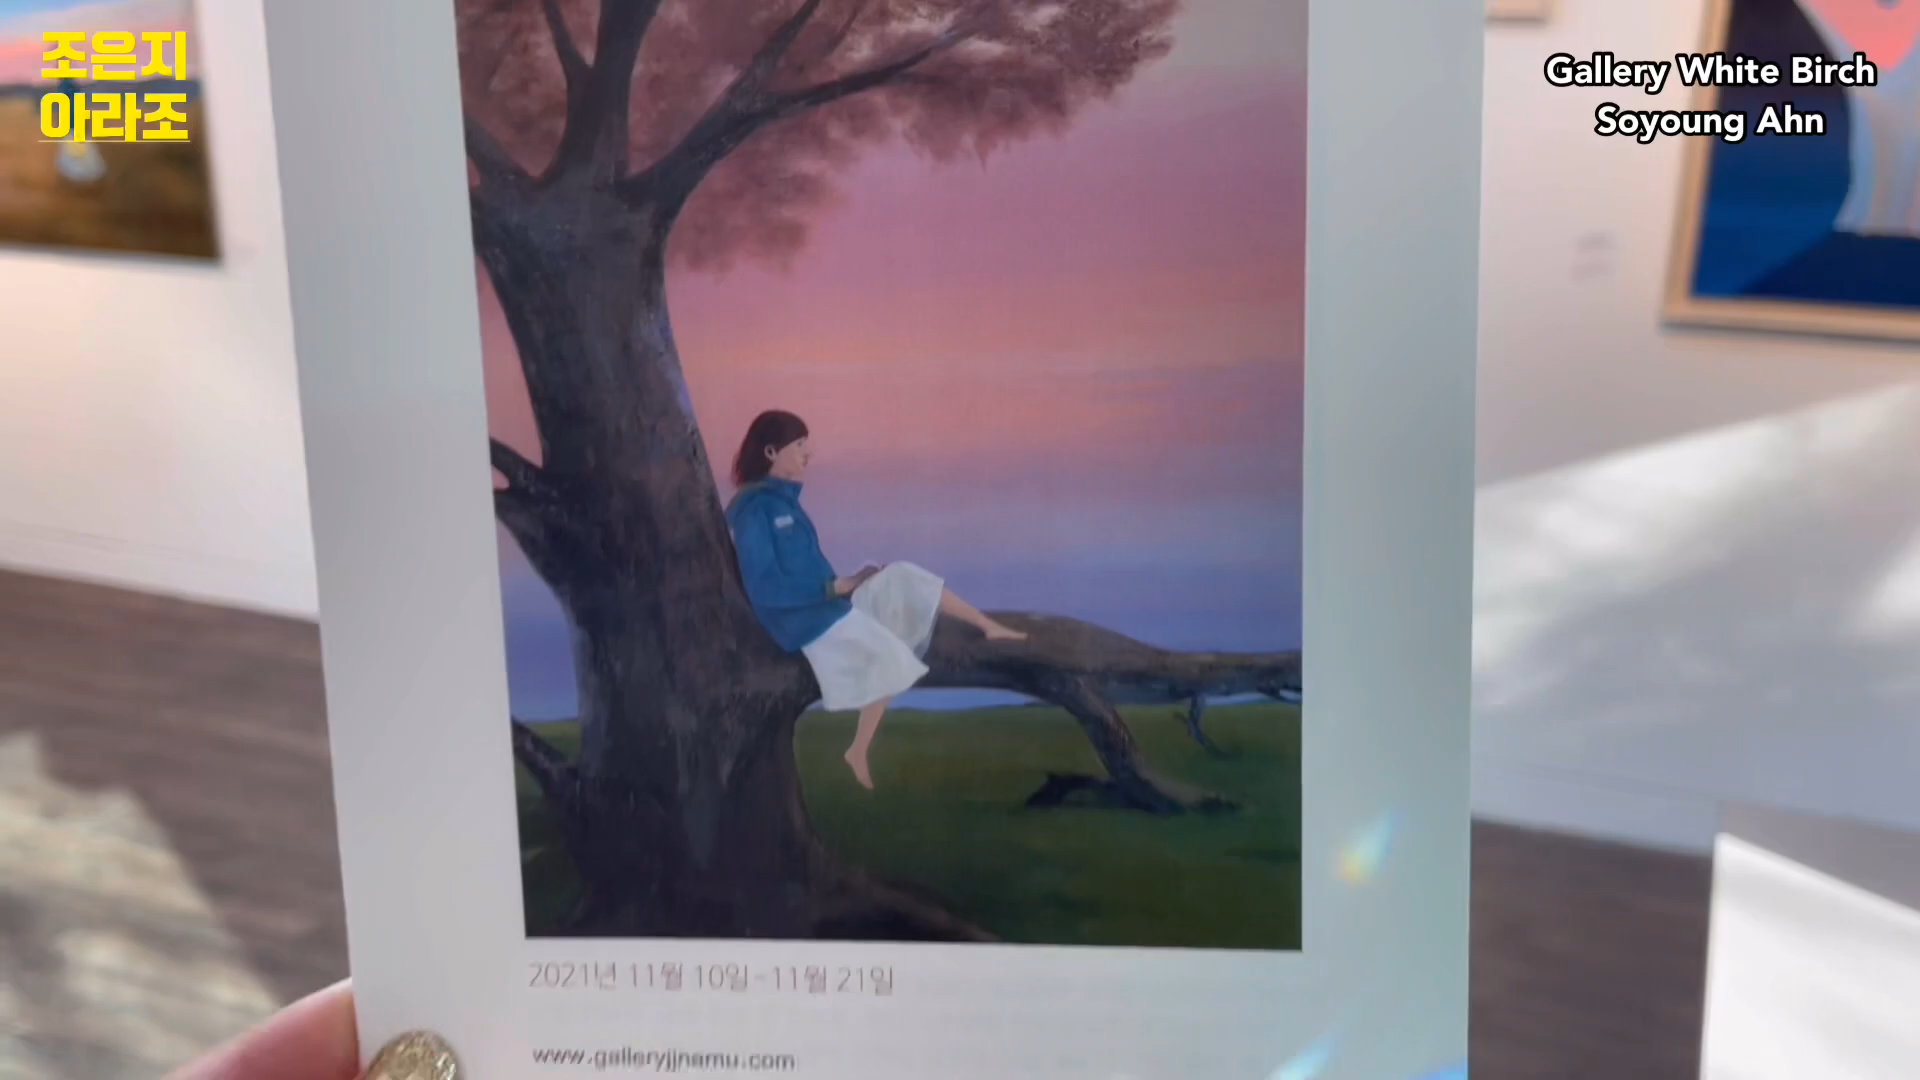 조은지
아라조
Gallery White Birch
Soyoung Ahn
2021년 11월 10일-11월 21일
www.galleryjjnamu.com